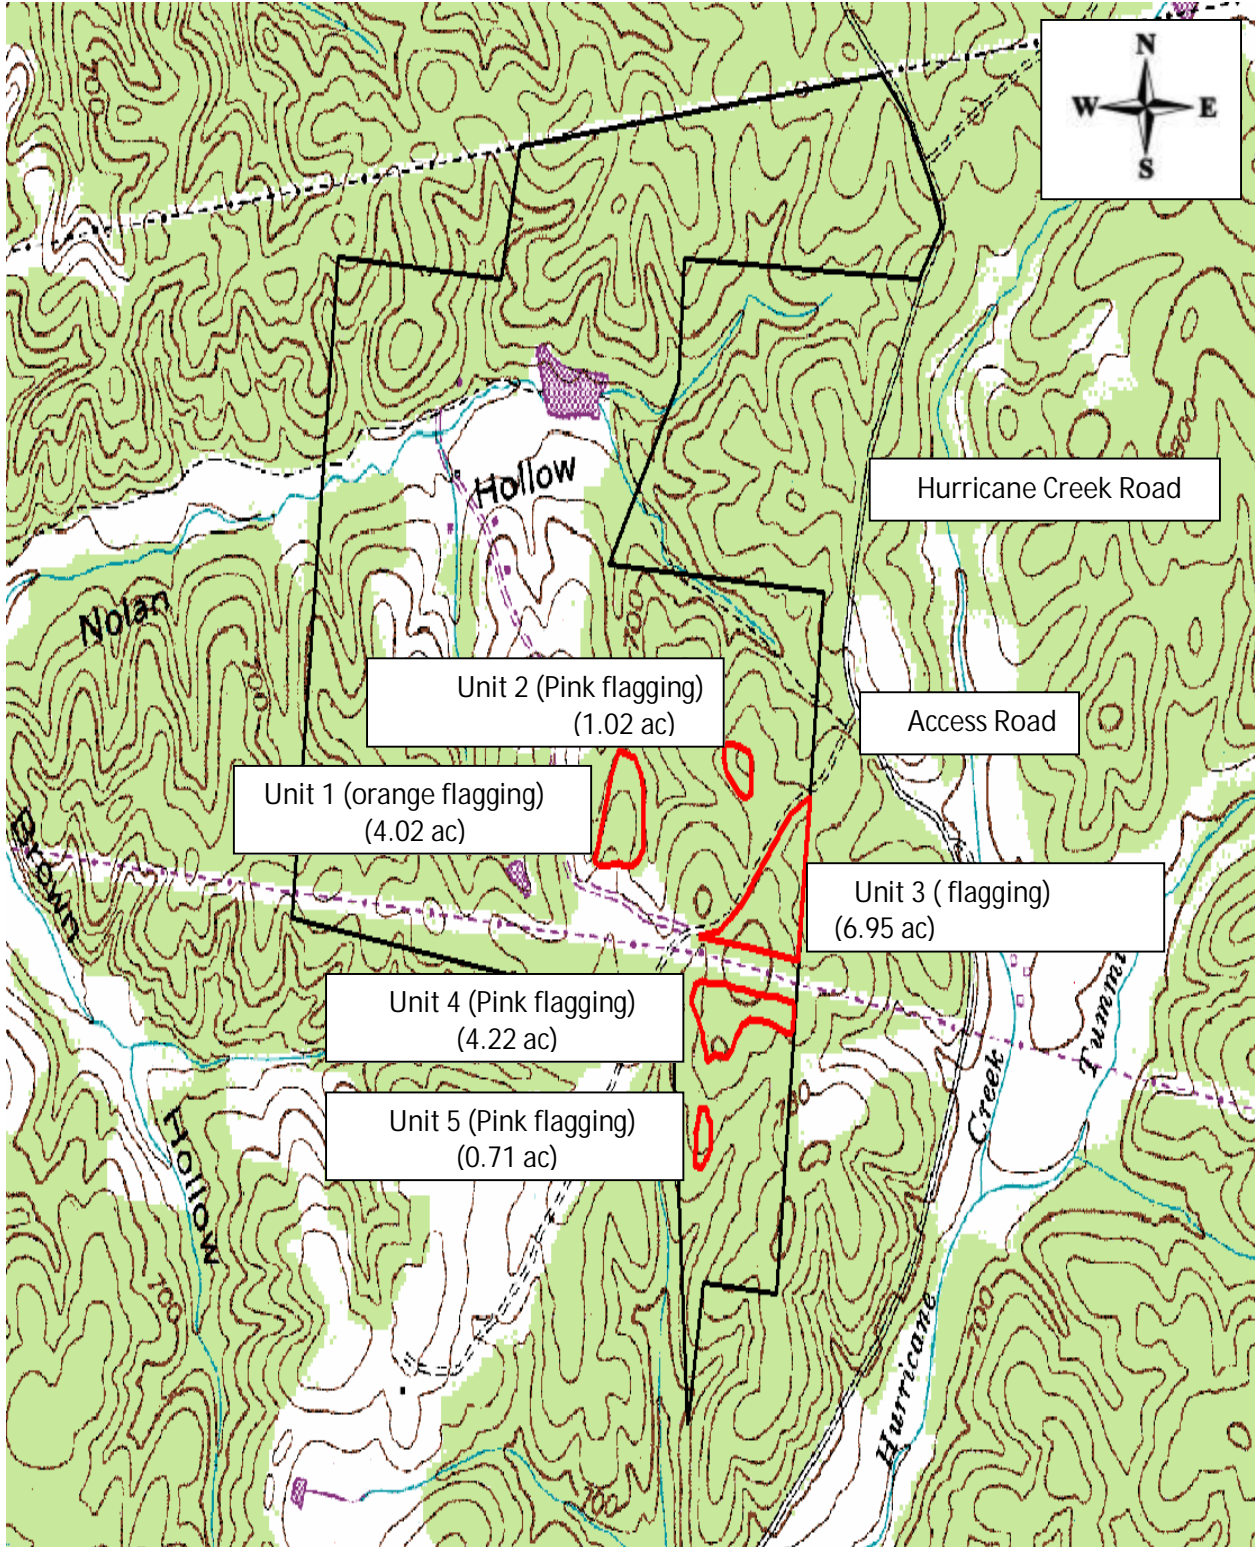 N
W E
S
700
800
Hollow
Hurricane Creek Road
Nolan
700
700
Unit 2 (Pink flagging)
(1.02 ac)
Access Road
Unit 1 (orange flagging)
(4.02 ac)
Brown
Unit 3 ( flagging)
(6.95 ac)
Unit 4 (Pink flagging)
(4.22 ac)
Creek
Unit 5 (Pink flagging)
(0.71 ac)
700
Hollow
700
Hurricane
700
700